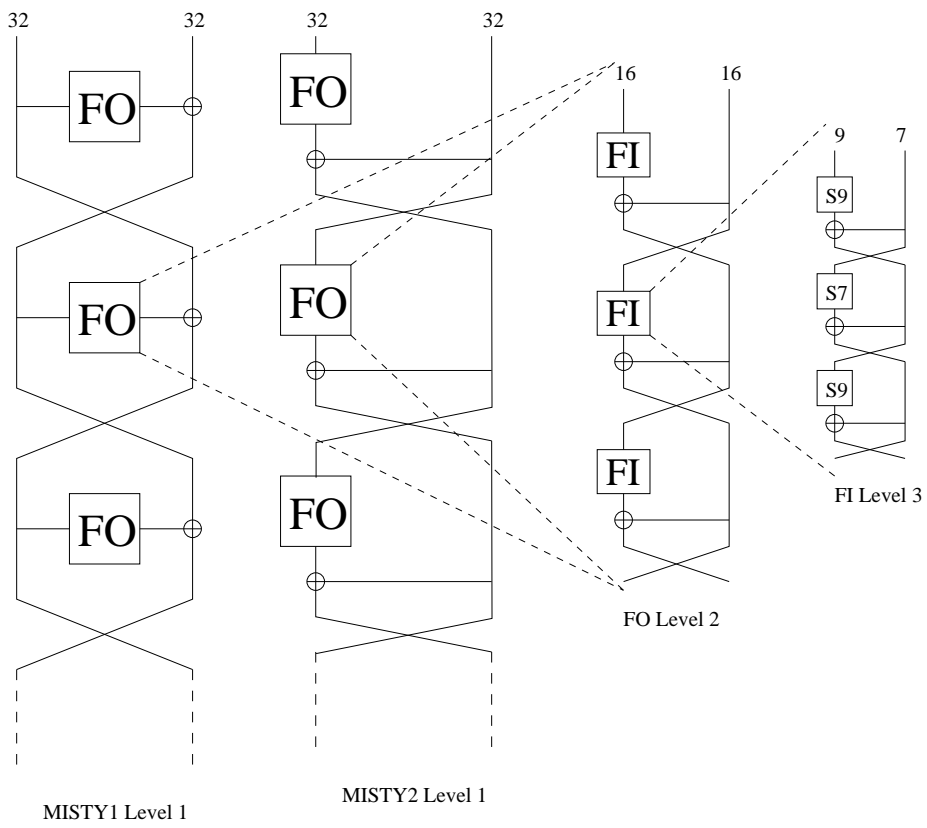 32 32 32 32
FO
FO
16 16
FI
9 7
S9
FO
FO
FI
S7
S9
FO
FO
FI
FI Level 3
FO Level 2
MISTY1 Level 1
MISTY2 Level 1